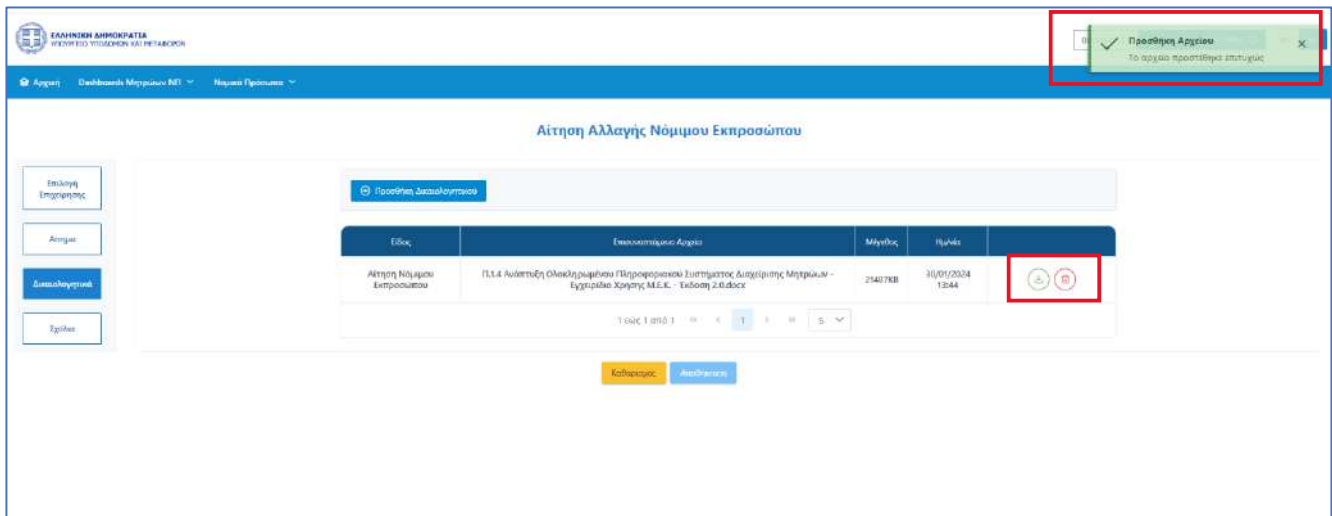 ΕΛΛΗΝΙΚΗ ΔΗΜΟΚΡΑΤΙΑ
ΥΠΟΥΡΓΕΙΟ ΥΠΟΔΟΜΩΝ ΚΑΙ ΜΕΤΑΦΟΡΩΝ
Προσθήκη Αρχείου
Το αρχείο προστέθηκε επιτυχώς
Αρχική Dashboards Μητρώων ΝΠ Νομικά Πρόσωπα
Αίτηση Αλλαγής Νόμιμου Εκπροσώπου
Επιλογή
Επιχείρησης
Αίτημα
Δικαιολογητικά
Σχόλια
Προσθήκη Δικαιολογητικού
Είδος Επισυναπτόμενο Αρχείο Μέγεθος Ημ/νία
Αίτηση Νόμιμου
Εκπροσώπου
Π.1.4 Ανάπτυξη Ολοκληρωμένου Πληροφοριακού Συστήματος Διαχείρισης Μητρώων -
Εγχειρίδιο Χρήσης Μ.Ε.Κ. - Έκδοση 2.0.docx
21487KB
30/01/2024
13:44
1 εώς 1 από 1 « < 1 > » 5
Καθαρισμός Αποθήκευση